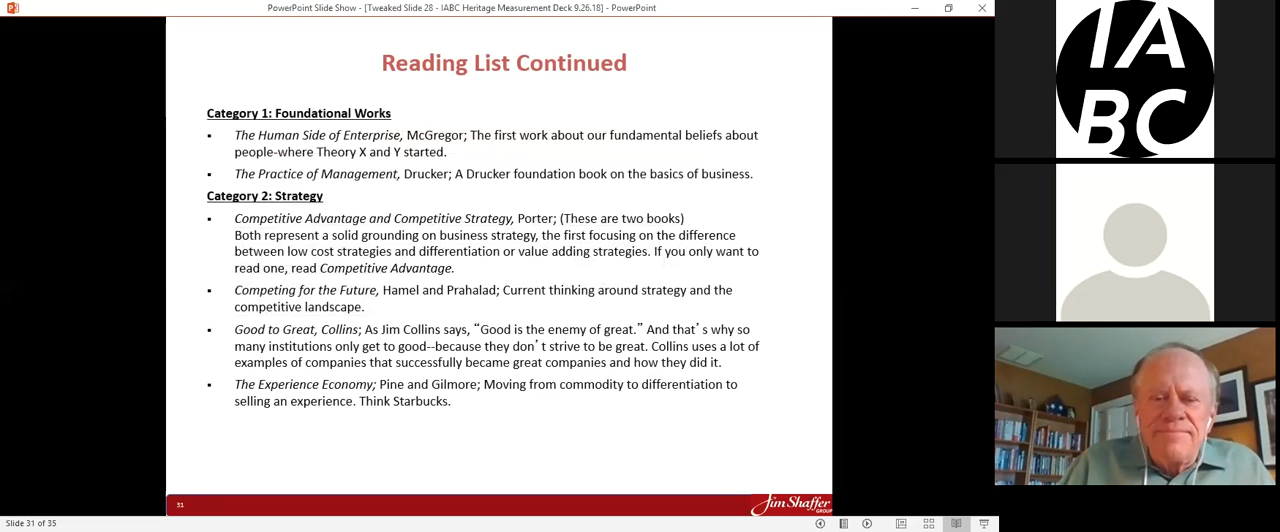 PowerPoint Slide Show - [Tweaked Slide 28 - IABC Heritage Measurement Deck 9.26.18] - PowerPoint
Reading List Continued
Category 1: Foundational Works
▪ The Human Side of Enterprise, McGregor; The first work about our fundamental beliefs about
people-where Theory X and Y started.
▪ The Practice of Management, Drucker; A Drucker foundation book on the basics of business.
Category 2: Strategy
▪ Competitive Advantage and Competitive Strategy, Porter; (These are two books)
Both represent a solid grounding on business strategy, the first focusing on the difference
between low cost strategies and differentiation or value adding strategies. If you only want to
read one, read Competitive Advantage.
▪ Competing for the Future, Hamel and Prahalad; Current thinking around strategy and the
competitive landscape.
▪ Good to Great, Collins; As Jim Collins says, “Good is the enemy of great.” And that’s why so
many institutions only get to good--because they don’t strive to be great. Collins uses a lot of
examples of companies that successfully became great companies and how they did it.
▪ The Experience Economy; Pine and Gilmore; Moving from commodity to differentiation to
selling an experience. Think Starbucks.
31
Jim Shaffer
GROUP
Slide 31 of 35
IA
BC